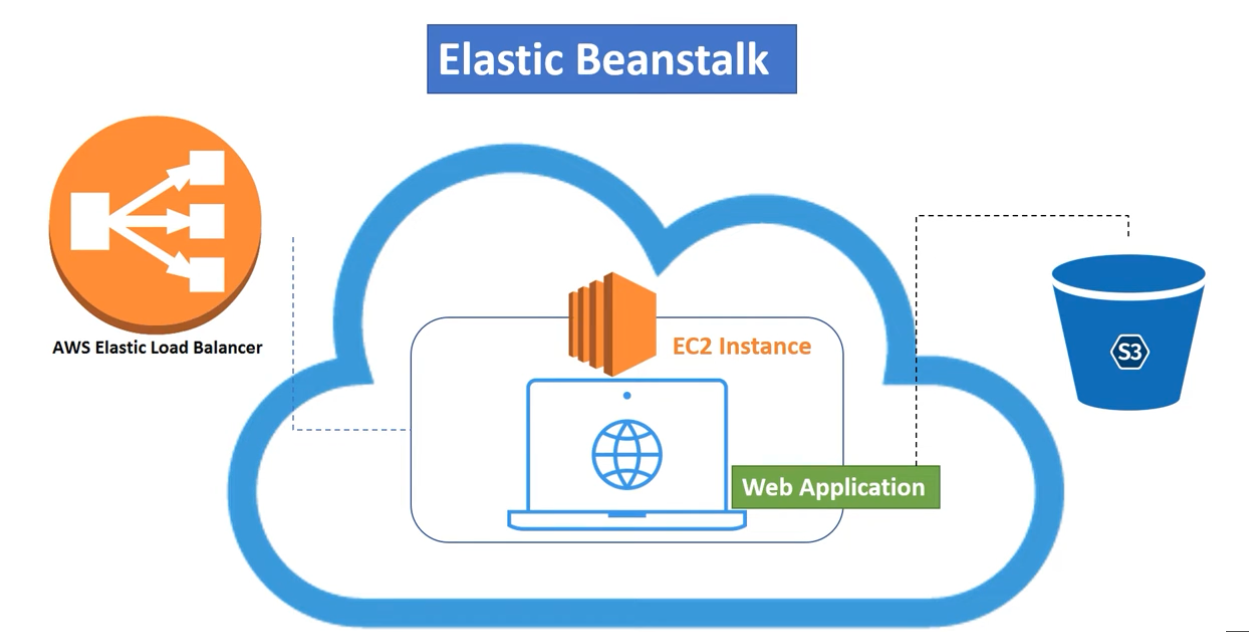 Elastic Beanstalk
AWS Elastic Load Balancer
EC2 Instance
S3
Web Application